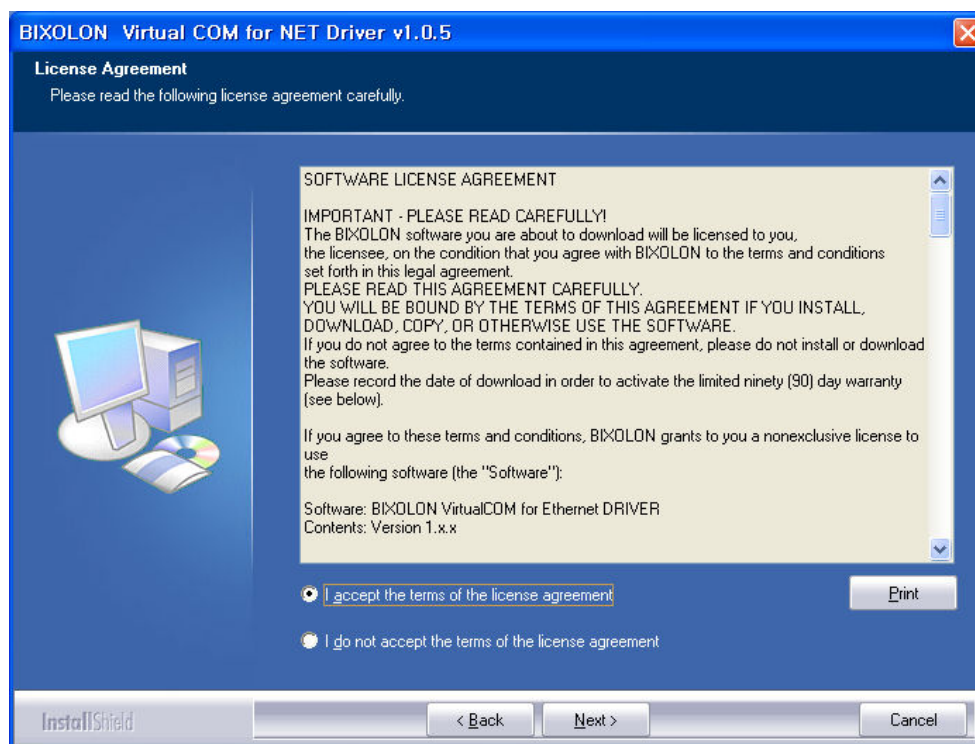 BIXOLON Virtual COM for NET Driver v1.0.5
License Agreement
Please read the following license agreement carefully.
SOFTWARE LICENSE AGREEMENT
IMPORTANT - PLEASE READ CAREFULLY!
The BIXOLON software you are about to download will be licensed to you,
the licensee, on the condition that you agree with BIXOLON to the terms and conditions
set forth in this legal agreement.
PLEASE READ THIS AGREEMENT CAREFULLY.
YOU WILL BE BOUND BY THE TERMS OF THIS AGREEMENT IF YOU INSTALL,
DOWNLOAD, COPY, OR OTHERWISE USE THE SOFTWARE.
If you do not agree to the terms contained in this agreement, please do not install or download
the software.
Please record the date of download in order to activate the limited ninety (90) day warranty
(see below).
If you agree to these terms and conditions, BIXOLON grants to you a nonexclusive license to
use
the following software (the "Software"):
Software: BIXOLON VirtualCOM for Ethernet DRIVER
Contents: Version 1.x.x
I accept the terms of the license agreement
Print
I do not accept the terms of the license agreement
InstallShield
< Back
Next >
Cancel